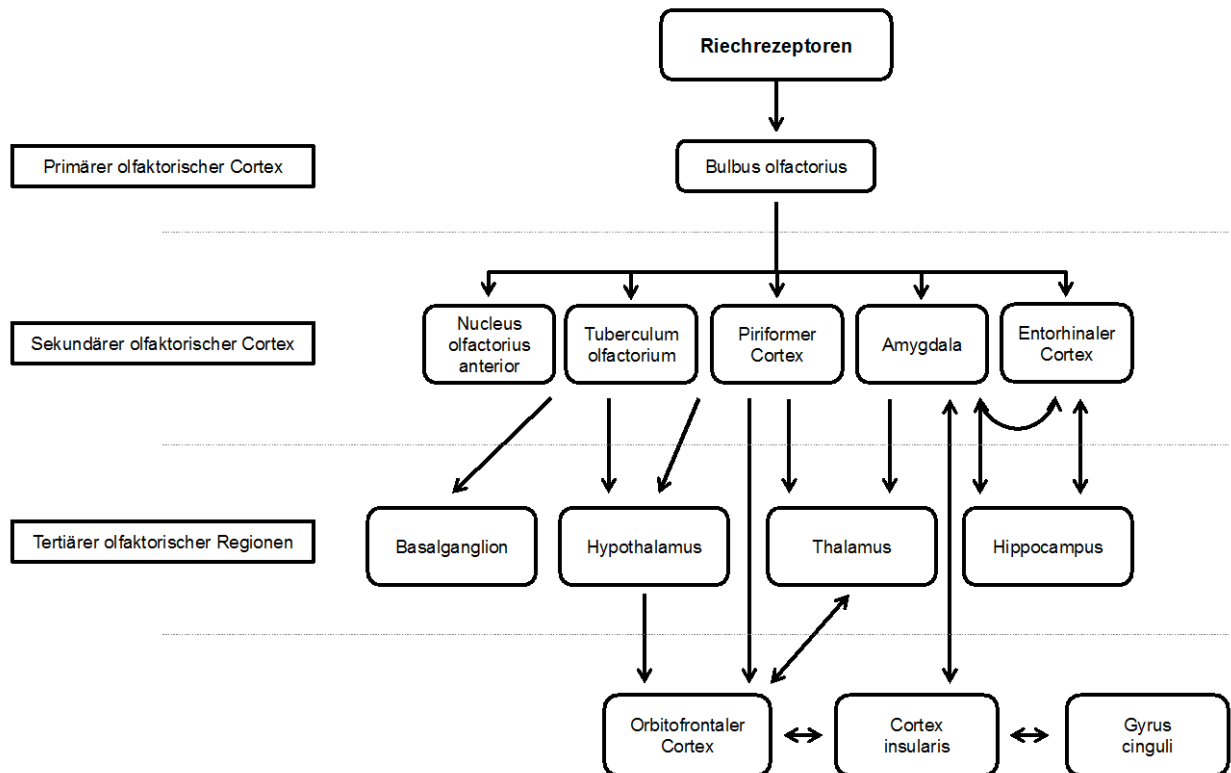 Riechrezeptoren
Primärer olfaktorischer Cortex
Bulbus olfactorius
Sekundärer olfaktorischer Cortex
Nucleus
olfactorius
anterior
Tuberculum
olfactorium
Piriformer
Cortex
Amygdala
Entorhinaler
Cortex
Tertiärer olfaktorischer Regionen
Basalganglion
Hypothalamus
Thalamus
Hippocampus
Orbitofrontaler
Cortex
Cortex
insularis
Gyrus
cinguli